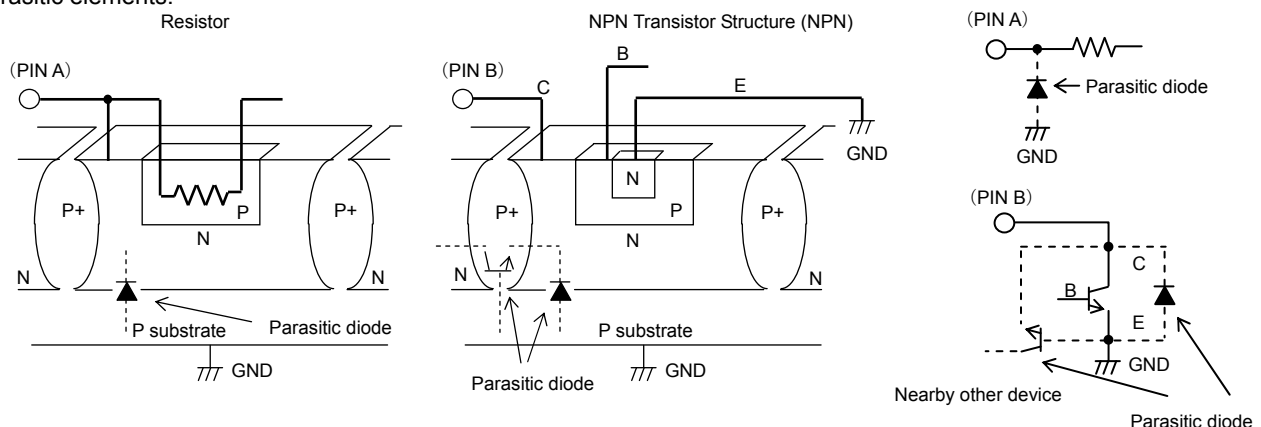 rasitic elements.
Resistor
NPN Transistor Structure (NPN)
(PIN A)
(PIN A)
Parasitic diode
GND
(PIN B)
B
C
E
GND
P+
P
P+
N
N
N
Parasitic diode
P substrate
GND
P+
N
P
P+
N
N
N
P substrate
Parasitic diode
GND
(PIN B)
C
B
E
GND
Nearby other device
Parasitic diode